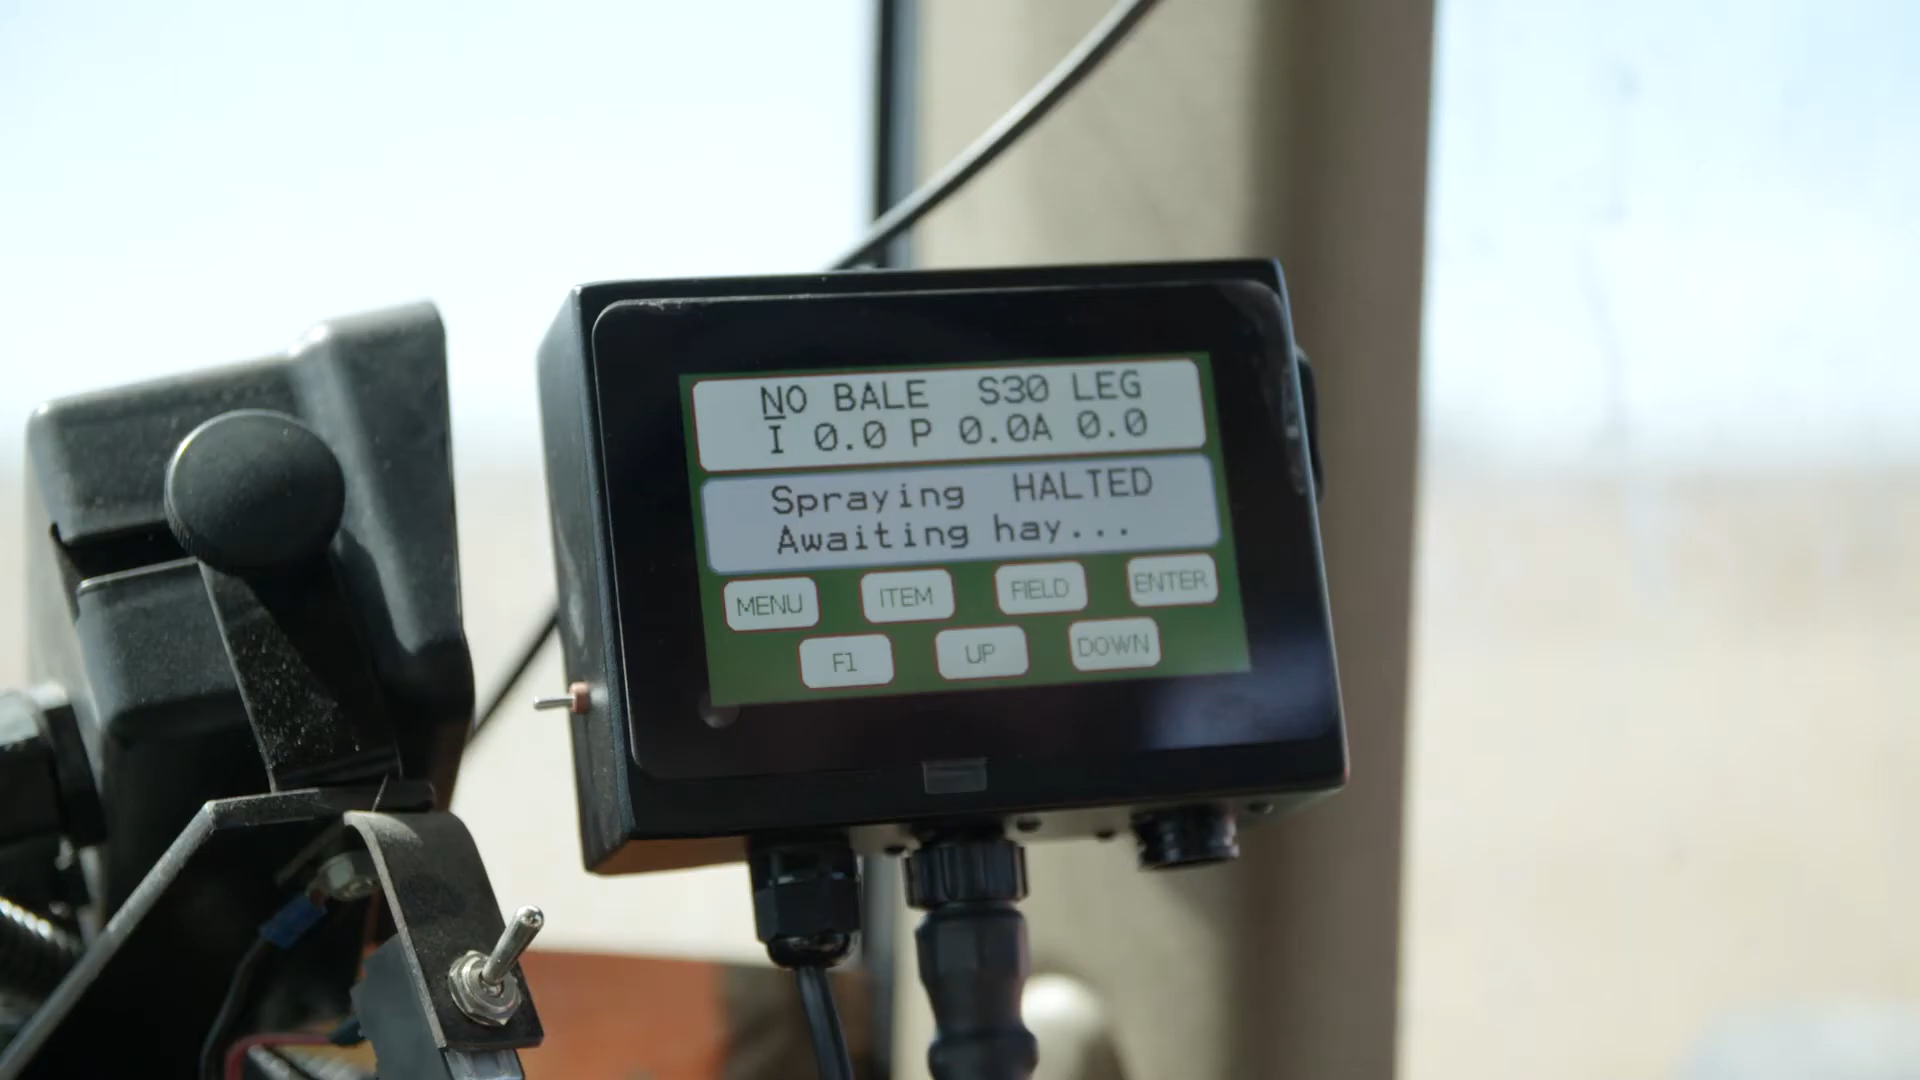 NO BALE S30 LEG
I 0.0 P 0.0A 0.0
Spraying HALTED
Awaiting hay...
MENU ITEM FIELD ENTER
F1 UP DOWN